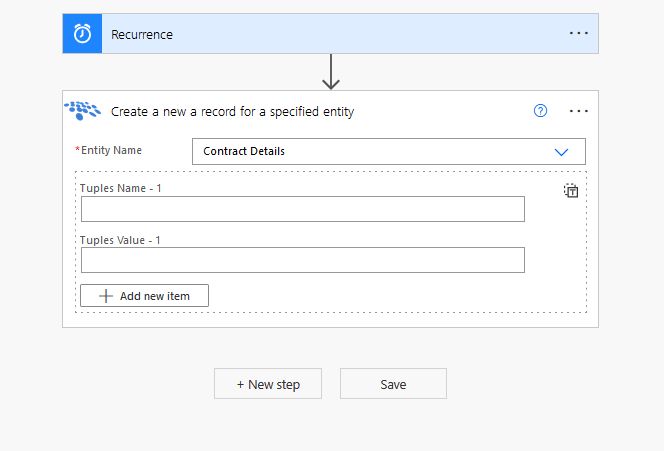 Recurrence
...
Create a new a record for a specified entity
?
...
*Entity Name
Contract Details
Tuples Name - 1
T
Tuples Value - 1
+ Add new item
+ New step
Save